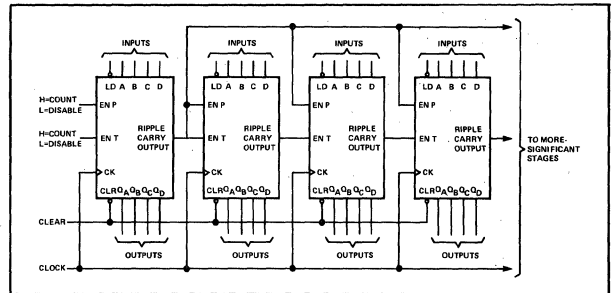 INPUTS INPUTS INPUTS INPUTS
LD A B C D LD A B C D LD A B C D LD A B C D
H=COUNT
L=DISABLE
EN P EN P EN P EN P
H=COUNT
L=DISABLE
EN T RIPPLE CARRY OUTPUT EN T RIPPLE CARRY OUTPUT EN T RIPPLE CARRY OUTPUT EN T RIPPLE CARRY OUTPUT
TO MORE-
SIGNIFICANT
STAGES
CK CK CK CK
CLR QA QB QC QD CLR QA QB QC QD CLR QA QB QC QD CLR QA QB QC QD
CLEAR
OUTPUTS OUTPUTS OUTPUTS OUTPUTS
CLOCK